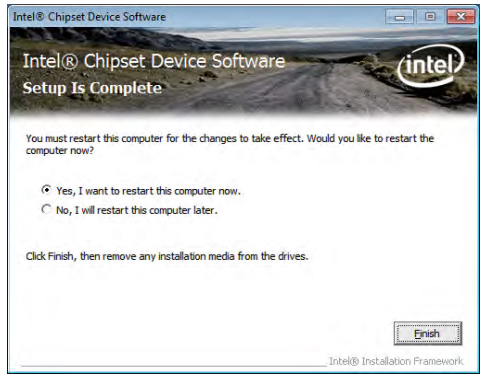 Intel® Chipset Device Software
Intel® Chipset Device Software
intel
Setup Is Complete
You must restart this computer for the changes to take effect. Would you like to restart the
computer now?
Yes, I want to restart this computer now.
No, I will restart this computer later.
Click Finish, then remove any installation media from the drives.
Finish
Intel® Installation Framework